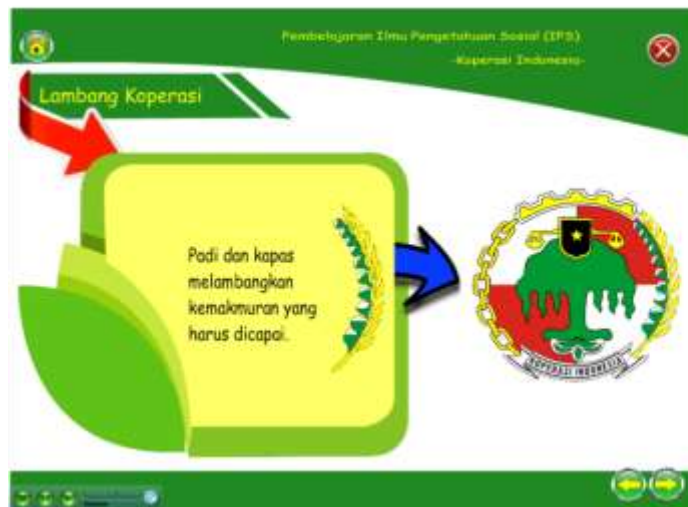 Pembelajaran Ilmu Pengetahuan Sosial (IPS)
-Koperasi Indonesia-
Lambang Koperasi
Padi dan kapas
melambangkan
kemakmuran yang
harus dicapai.
KOPERASI INDONESIA